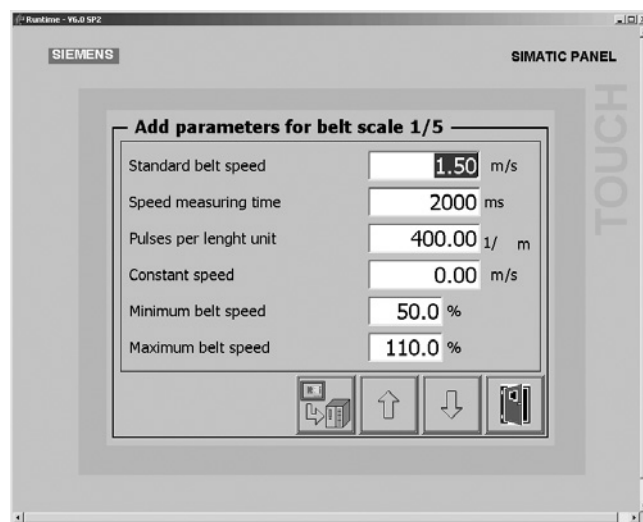 Runtime - V6.0 SP2
SIEMENS
SIMATIC PANEL
TOUCH
Add parameters for belt scale 1/5
Standard belt speed 1.50 m/s
Speed measuring time 2000 ms
Pulses per lenght unit 400.00 1/ m
Constant speed 0.00 m/s
Minimum belt speed 50.0 %
Maximum belt speed 110.0 %